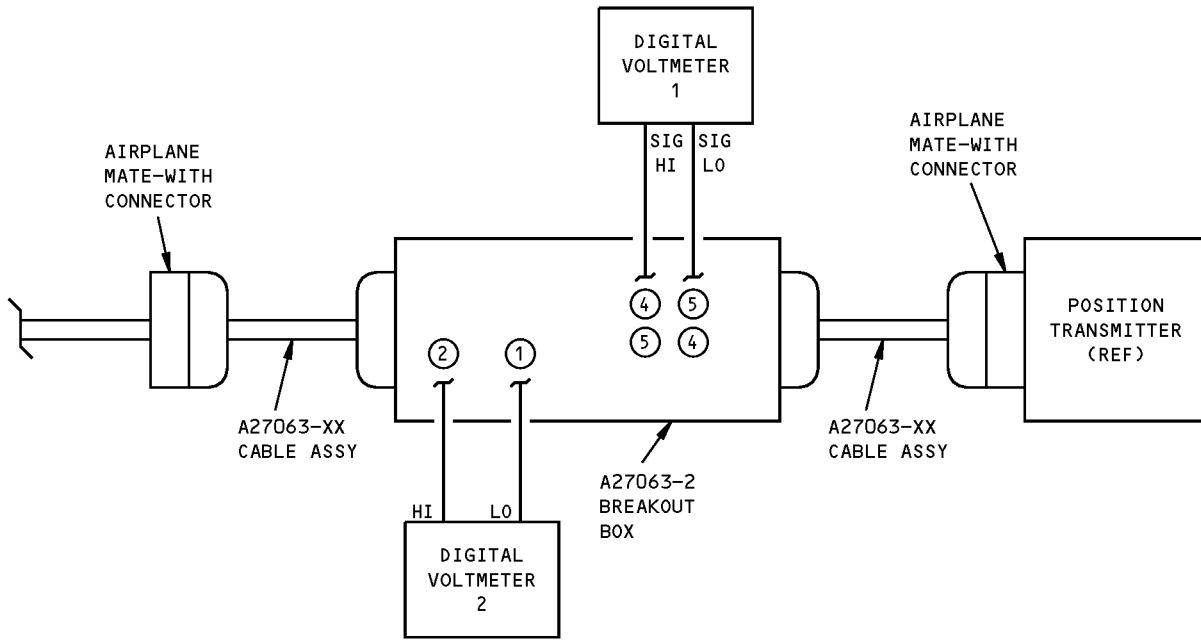 DIGITAL
VOLTMETER
1
SIG
HI
SIG
LO
AIRPLANE
MATE-WITH
CONNECTOR
AIRPLANE
MATE-WITH
CONNECTOR
4
5
5
4
2
1
POSITION
TRANSMITTER
(REF)
A27063-XX
CABLE ASSY
A27063-XX
CABLE ASSY
A27063-2
BREAKOUT
BOX
HI
LO
DIGITAL
VOLTMETER
2